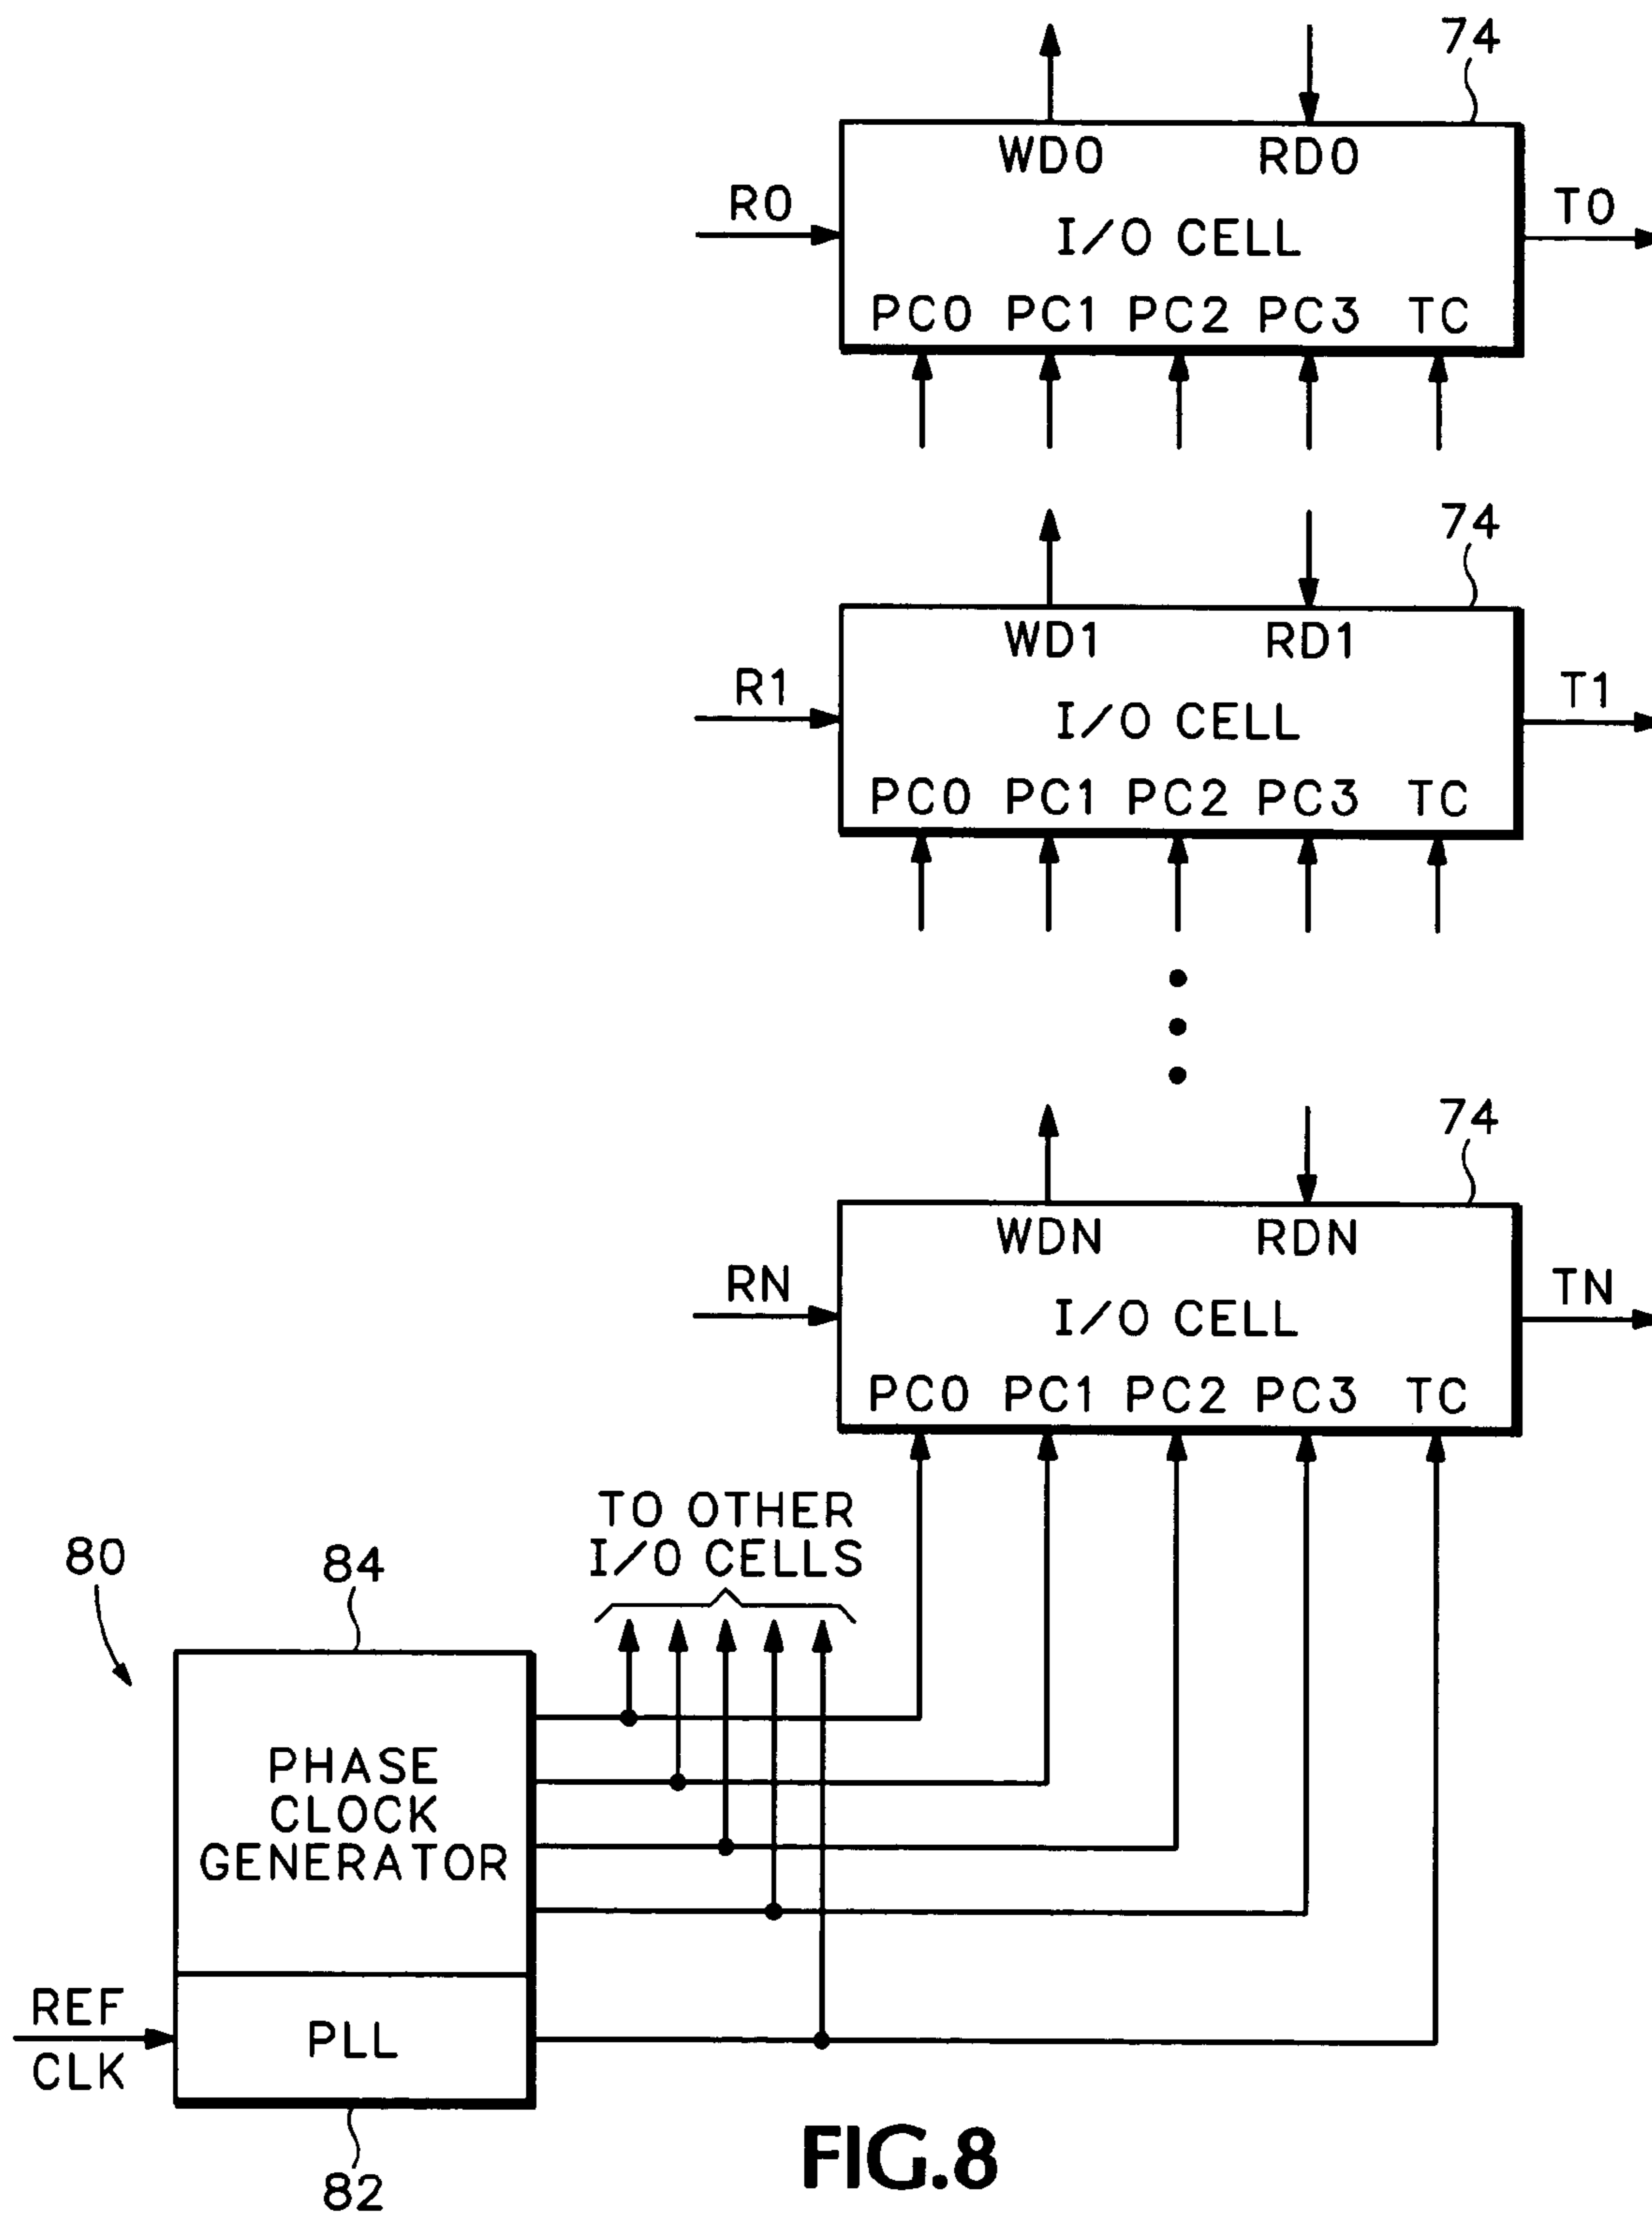 74
WD0 RD0
R0
I/O CELL
T0
PC0 PC1 PC2 PC3 TC
74
WD1 RD1
R1
I/O CELL
T1
PC0 PC1 PC2 PC3 TC
74
WDN RDN
RN
I/O CELL
TN
PC0 PC1 PC2 PC3 TC
TO OTHER
I/O CELLS
80
84
PHASE
CLOCK
GENERATOR
REF
CLK
PLL
82
FIG.8